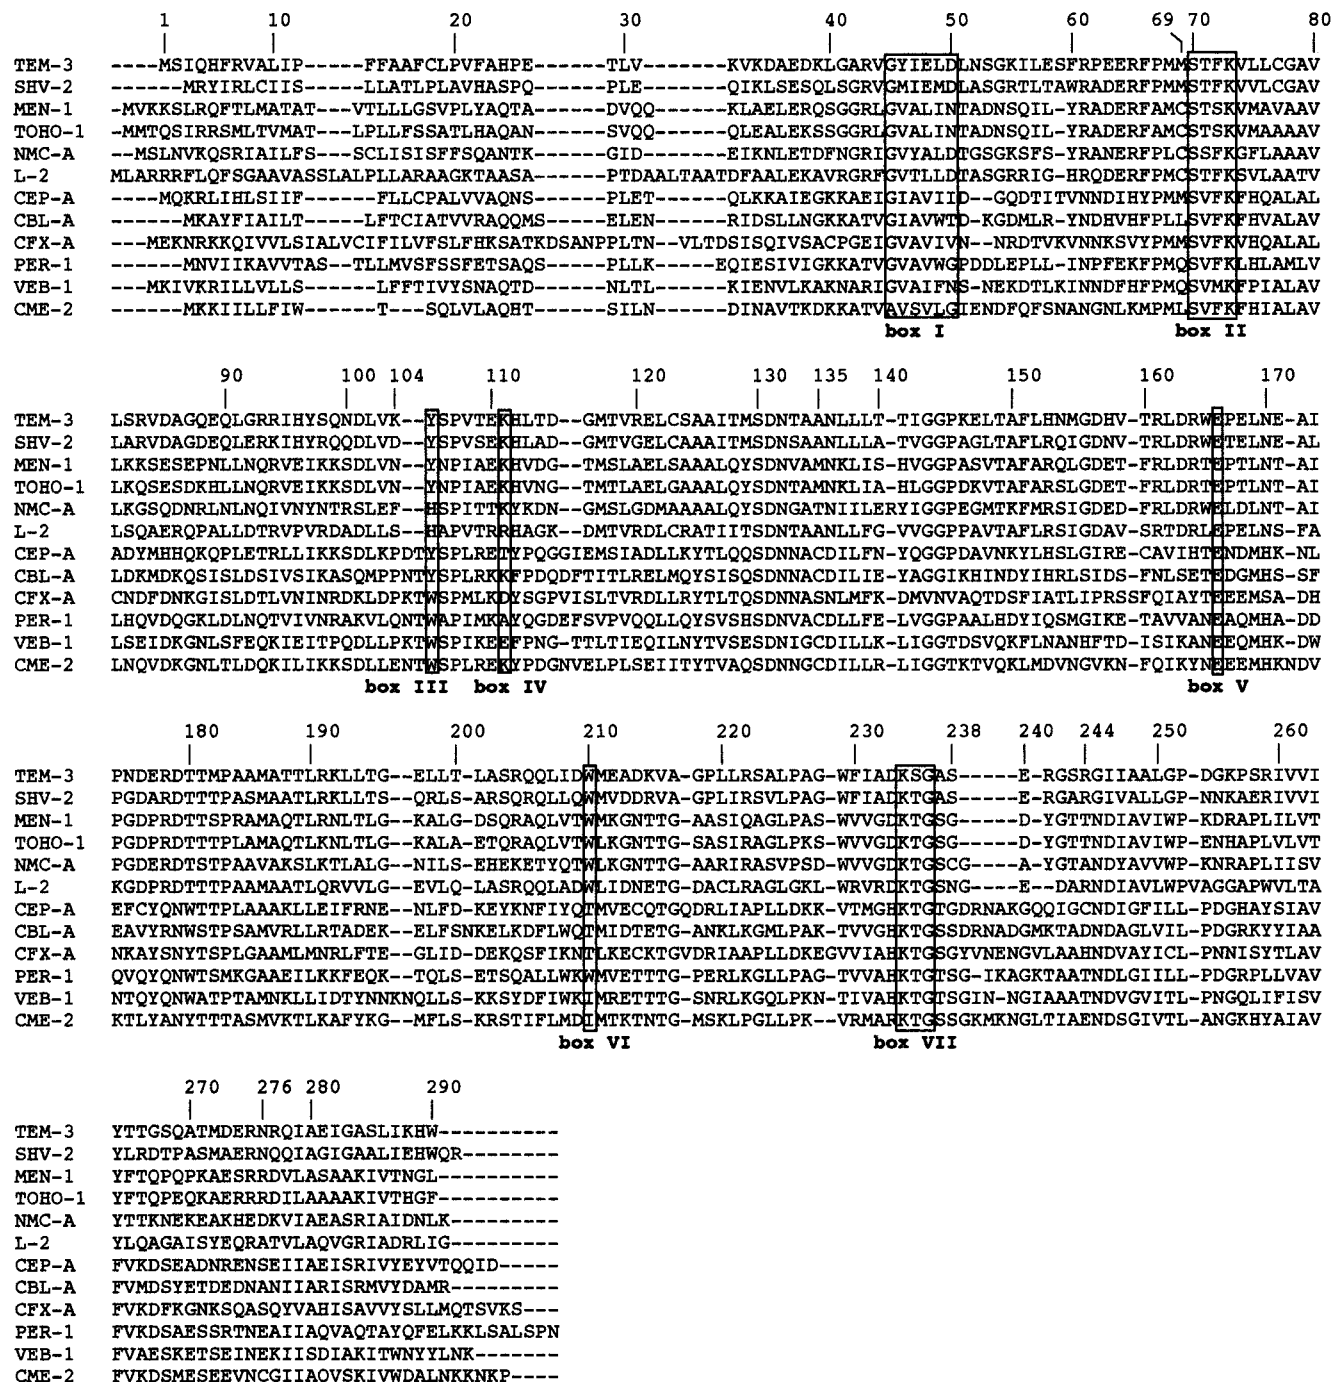 1 10 20 30 40 50 60 69 70 80
TEM-3 ----MSIQHFRVALIP-----FFAAFCLPVFAHPE------TLV------KVKDAEDKLGARVGYIELDLNSGKILESFRPEERFPMMSTFKVLLCGAV
SHV-2 ------MRYIRLCIIS-----LLATLPLAVHASPQ------PLE------QIKLSESQLSGRVGMIEMDLASGRTLTAWRADERFPMMSTFKVVLCGAV
MEN-1 -MVKKSLRQFTLMATAT----VTLLLGSVPLYAQTA-----DVQQ-----KLAELERQSGGRLGVALINTADNSQIL-YRADERFAMCSTSKVMAVAAV
TOHO-1 -MMTQSIRRSMLTVMAT----LPLLFSSATLHAQAN-----SVQQ-----QLEALEKSSGGRLGVALINTADNSQIL-YRADERFAMCSTSKVMAAAAV
NMC-A --MSLNVKQSRIAILFS---SCLISISFFSQANTK------GID------EIKNLETDFNGRIGVYALDTGSGKSFS-YRANERFPLCSSFKGFLAAAV
L-2 MLARRRFLQFSGAAVASSLALPLLARAAGKTAASA------PTDAALTAATDFAALEKAVRGRFGVTLLDTASGRRIG-HRQDERFPMCSTFKSVLAATV
CEP-A ----MQKRLIHLSIIF-----FLLCPALVVAQNS-------PLET-----QLKKAIEGKKAEIGIAVIID-GQDTITVNNDIHYPMMSVFKFHQALAL
CBL-A ------MKAYFIAILT-----LFTCIATVVRAQQMS-----ELEN-----RIDSLLNGKKATVGIAVWTD-KGDMLR-YNDHVHFPLLSVFKFHVALAV
CFX-A ---MEKNRKKQIVVLSIALVCIFILVFSLFHKSATKDSANPPLTN--VLTDSISQIVSACPGEIGVAVIVN-NRDTVKVNNKSVYPMMSVFKVHQALAL
PER-1 ------MNVIIKAVVTAS---TLLMVSFSSFETSAQS----PLLK-----EQIESIVIGKKATVGVAVWGPDDLEPLL-INPFEKFPMQSVFKLHLAMLV
VEB-1 ---MKIVKRILLVLLS-----LFFTIVYSNAQTD-------NLTL-----KIENVLKAKNARIGVAIFNS-NEKDTLKINNDFHFPMQSVMKFPIALAV
CME-2 ------MKKIILLFIW-----T---SQLVLAQHT-------SILN-----DINAVTKDKKATVAVSVLGIENDFQFSNANGNLKMPMLSVFKFHIALAV
box I box II
90 100 104 110 120 130 135 140 150 160 170
TEM-3 LSRVDAGQEQLGRRIHYSQNDLVK--YSPVTEKHLTD--GMTVRELCSAAITMSDNTAANLLLT-TIGGPKELTAFLHNMGDHV-TRLDRWEPELNE-AI
SHV-2 LARVDAGDEQLERKIHYRQQDLVD--YSPVSEKHLAD--GMTVGELCAAAITMSDNSAANLLLA-TVGGPAGLTAFLRQIGDNV-TRLDRWETELNE-AL
MEN-1 LKKSESEPNLLNQRVEIKKSDLVN--YNPIAEKHVDG--TMSLAELSAAALQYSDNVAMNKLIS-HVGGPASVTAFARQLGDET-FRLDRTEPTLNT-AI
TOHO-1 LKQSESDKHLLNQRVEIKKSDLVN--YNPIAEKHVNG--TMTLAELGAAALQYSDNTAMNKLIA-HLGGPDKVTAFARSLGDET-FRLDRTEPTLNT-AI
NMC-A LKGSQDNRLNLNQIVNYNTRSLEF--HSPITTKYKDN--GMSLGDMAAAALQYSDNGATNIILERYIGGPEGMTKFMRSIGDED-FRLDRWELDLNT-AI
L-2 LSQAERQPALLDTRVPVRDADLLS--HAPVTRRHAGK--DMTVRDLCRATIITSDNTAANLLFG-VVGGPPAVTAFLRSIGDAV-SRTDRLEPELNS-FA
CEP-A ADYMHHQKQPLETRLLIKKSDLKPDTYSPLRETYPQGGIEMSIADLLKYTLQQSDNNACDILFN-YQGGPDAVNKYLHSLGIRE-CAVIHTENDMHK-NL
CBL-A LDKMDKQSISLDSIVSIKASQMPPNTYSPLRKKFPDQDFTITLRELMQYSISQSDNNACDILIE-YAGGIKHINDYIHRLSIDS-FNLSETEDGMHS-SF
CFX-A CNDFDNKGISLDTLVNINRDKLDPKTWSPMLKDYSGPVISLTVRDLLRYTLTQSDNNASNLMFK-DMVNVAQTDSFIATLIPRSSFQIAYTEEEMSA-DH
PER-1 LHQVDQGKLDLNQTVIVNRAKVLQNTWAPIMKAYQGDEFSVPVQQLLQYSVSHSDNVACDLLFE-LVGGPAALHDYIQSMGIKE-TAVVANEAQMHA-DD
VEB-1 LSEIDKGNLSFEQKIEITPQDLLPKTWSPIKEEFPNG-TTLTIEQILNYTVSESDNIGCDILLK-LIGGTDSVQKFLNANHFTD-ISIKANEEQMHK-DW
CME-2 LNQVDKGNLTLDQKILIKKSDLLENTWSPLREKYPDGNVELPLSEIITYTVAQSDNNGCDILLR-LIGGTKTVQKLMDVNGVKN-FQIKYNEEEMHKNDV
box III box IV box V
180 190 200 210 220 230 238 240 244 250 260
TEM-3 PNDERDTTMPAAMATTLRKLLTG--ELLT-LASRQQLIDWMEADKVA-GPLLRSALPAG-WFIADKSGAS-----E-RGSRGIIAALGP-DGKPSRIVVI
SHV-2 PGDARDTTTPASMAATLRKLLTS--QRLS-ARSQRQLLQWMVDDRVA-GPLIRSVLPAG-WFIADKTGAS-----E-RGARGIVALLGP-NNKAERIVVI
MEN-1 PGDPRDTTSPRAMAQTLRNLTLG--KALG-DSQRAQLVTWMKGNTTG-AASIQAGLPAS-WVVGDKTGSG-----D-YGTTNDIAVIWP-KDRAPLILVT
TOHO-1 PGDPRDTTTPLAMAQTLKNLTLG--KALA-ETQRAQLVTWLKGNTTG-SASIRAGLPKS-WVVGDKTGSG-----D-YGTTNDIAVIWP-ENHAPLVLVT
NMC-A PGDERDTSTPAAVAKSLKTLALG--NILS-EHEKETYQTWLKGNTTG-AARIRASVPSD-WVVGDKTGSCG----A-YGTANDYAVVWP-KNRAPLIISV
L-2 KGDPRDTTTPAAMAATLQRVVLG--EVLQ-LASRQQLADWLIDNETG-DACLRAGLGKL-WRVRDKTGSNG----E--DARNDIAVLWPVAGGAPWVLTA
CEP-A EFCYQNWTTPLAAAKLLEIFRNE--NLFD-KEYKNFIYQTMVECQTGQDRLIAPLLDKK-VTMGHKTGTGDRNAKGQQIGCNDIGFILL-PDGHAYSIAV
CBL-A EAVYRNWSTPSAMVRLLRTADEK--ELFSNKELKDFLWQTMIDTETG-ANKLKGMLPAK-TVVGHKTGSSDRNADGMKTADNDAGLVIL-PDGRKYYIAA
CFX-A NKAYSNYTSPLGAAMLMNRLFTE--GLID-DEKQSFIKNTLKECKTGVDRIAAPLLDKEGVVIAHKTGSGYVNENGVLAAHNDVAYICL-PNNISYTLAV
PER-1 QVQYQNWTSMKGAAEILKKFEQK--TQLS-ETSQALLWKWMVETTTG-PERLKGLLPAG-TVVAHKTGTSG-IKAGKTAATNDLGIILL-PDGRPLLVAV
VEB-1 NTQYQNWATPTAMNKLLIDTYNNKNQLLS-KKSYDFIWKIMRETTTG-SNRLKGQLPKN-TIVAHKTGTSGIN-NGIAAATNDVGVITL-PNGQLIFISV
CME-2 KTLYANYTTTASMVKTLKAFYKG--MFLS-KRSTIFLMDLMTKTNTG-MSKLPGLLPK--VRMARKTGSSGKMKNGLTIAENDSGIVTL-ANGKHYAIAV
box VI box VII
270 276 280 290
TEM-3 YTTGSQATMDERNRQIAEIGASLIKHW----------
SHV-2 YLRDTPASMAERNQQIAGIGAALIEHWQR--------
MEN-1 YFTQPQPKAESRRDVLASAAKIVTNGL----------
TOHO-1 YFTQPEQKAERRRDILAAAAKIVTHGF----------
NMC-A YTTKNEKEAKHEDKVIAEASRIAIDNLK---------
L-2 YLQAGAISYEQRATVLAQVGRIADRLIG---------
CEP-A FVKDSEADNRENSEIIAEISRIVYEYVTQQID-----
CBL-A FVMDSYETDEDNANIIARISRMVYDAMR---------
CFX-A FVKDFKGNKSQASQYVAHISAVVYSLLMQTSVKS---
PER-1 FVKDSAESSRTNEAIIAQVAQTAYQFELKKLSALSPN
VEB-1 FVAESKETSEINEKIISDIAKITWNYYLNK-------
CME-2 FVKDSMESEEVNCGIIAQVSKIVWDALNKKNKP----